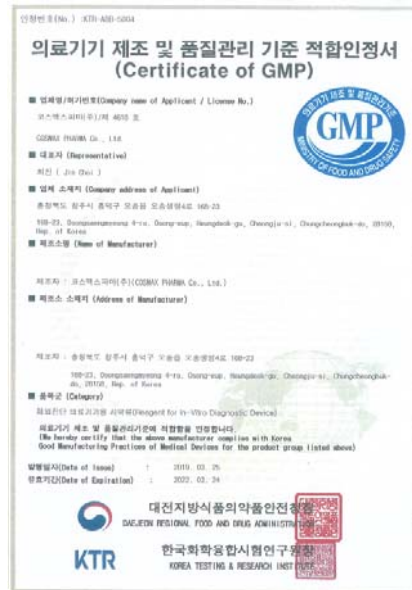 인정번호(No.) :KTR-ABB-5004
의료기기 제조 및 품질관리 기준 적합인정서
(Certificate of GMP)
■ 업체명/허가번호(Company name of Applicant / License No.)
코스맥스파마(주)/제 4610 호
COSMAX PHARMA Co., Ltd.
의료기기 제조 및 품질관리기준
GMP
MINISTRY OF FOOD AND DRUG SAFETY
■ 대표자 (Representative)
최진 ( Jin Choi )
■ 업체 소재지 (Company address of Applicant)
충청북도 청주시 흥덕구 오송읍 오송생명4로 168-23
168-23, Osongsaengmyeong 4-ro, Osong-eup, Heungdeok-gu, Cheongju-si, Chungcheongbuk-do, 28160,
Rep. of Korea
■ 제조소명 (Name of Manufacturer)
제조자 : 코스맥스파마(주)(COSMAX PHARMA Co., Ltd.)
■ 제조소 소재지 (Address of Manufacturer)
제조자 : 충청북도 청주시 흥덕구 오송읍 오송생명4로 168-23
168-23, Osongsaengmyeong 4-ro, Osong-eup, Heungdeok-gu, Cheongju-si, Chungcheongbuk-
do, 28160, Rep. of Korea
■ 품목군 (Category)
체외진단 의료기기용 시약류(Reagent for In-Vitro Diagnostic Device)
의료기기 제조 및 품질관리기준에 적합함을 인정합니다.
(We hereby certify that the above manufacturer complies with Korea
Good Manufacturing Practices of Medical Devices for the product group listed above)
발행일자(Date of Issue) : 2019. 03. 25
유효기간(Date of Expiration) : 2022. 03. 24
대전지방식품의약품안전청장
DAEJEON REGIONAL FOOD AND DRUG ADMINISTRATION
KTR
한국화학융합시험연구원장
KOREA TESTING & RESEARCH INSTITUTE